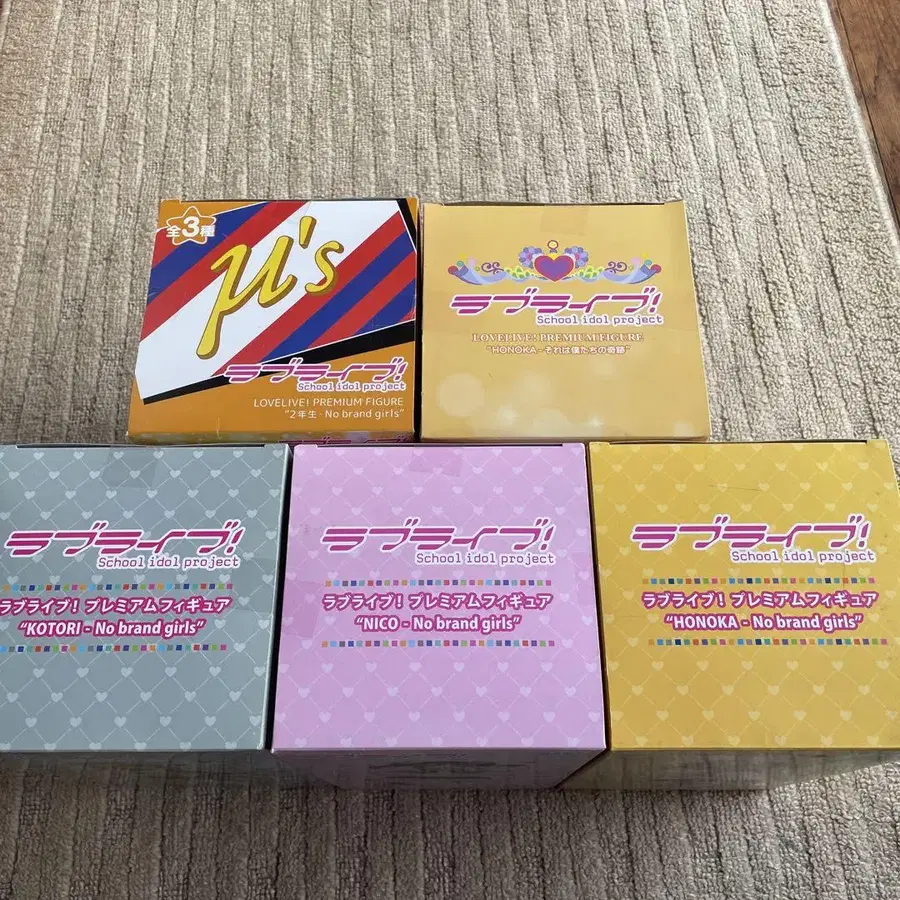 全3種
μ's
ラブライブ!
School idol project
LOVELIVE! PREMIUM FIGURE
"2年生 - No brand girls"
ラブライブ!
School idol project
LOVELIVE! PREMIUM FIGURE
"HONOKA - それは僕たちの奇跡"
ラブライブ!
School idol project
ラブライブ! プレミアムフィギュア
"KOTORI - No brand girls"
ラブライブ!
School idol project
ラブライブ! プレミアムフィギュア
"NICO - No brand girls"
ラブライブ!
School idol project
ラブライブ! プレミアムフィギュア
"HONOKA - No brand girls"